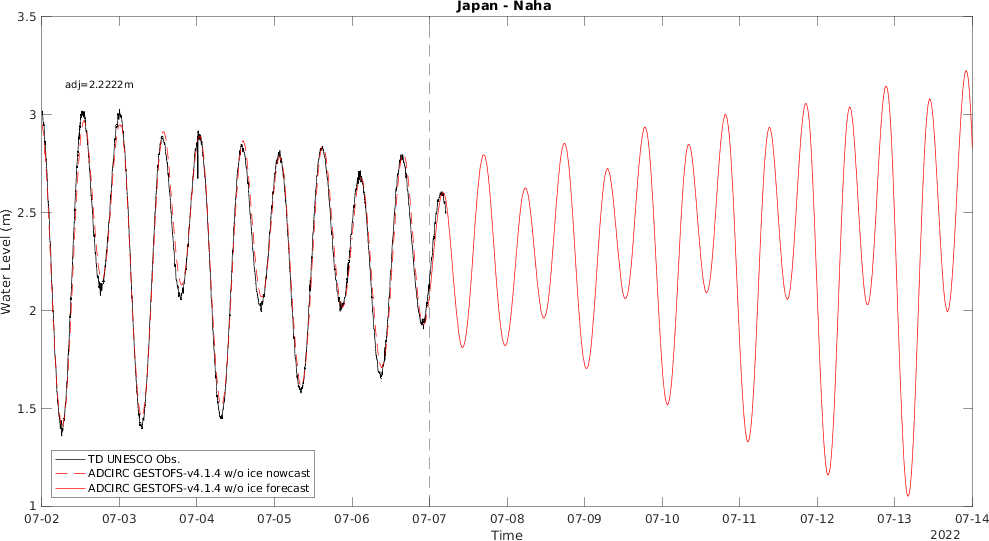 Japan - Naha
3.5
adj=2.2222m
3
2.5
Water Level (m)
2
1.5
TD UNESCO Obs.
ADCIRC GESTOFS-v4.1.4 w/o ice nowcast
ADCIRC GESTOFS-v4.1.4 w/o ice forecast
1
07-02 07-03 07-04 07-05 07-06 07-07 07-08 07-09 07-10 07-11 07-12 07-13 07-14
Time
2022